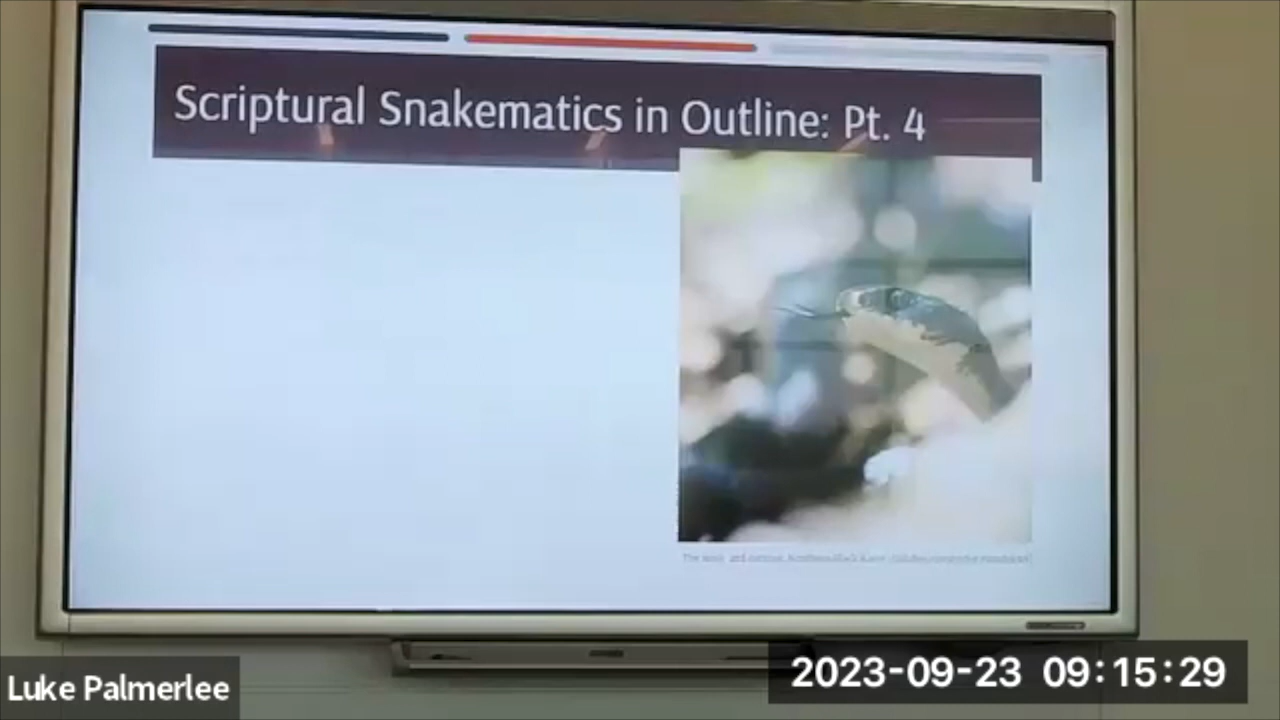 Scriptural Snakematics in Outline: Pt. 4
Luke Palmerlee
2023-09-23 09:15:29